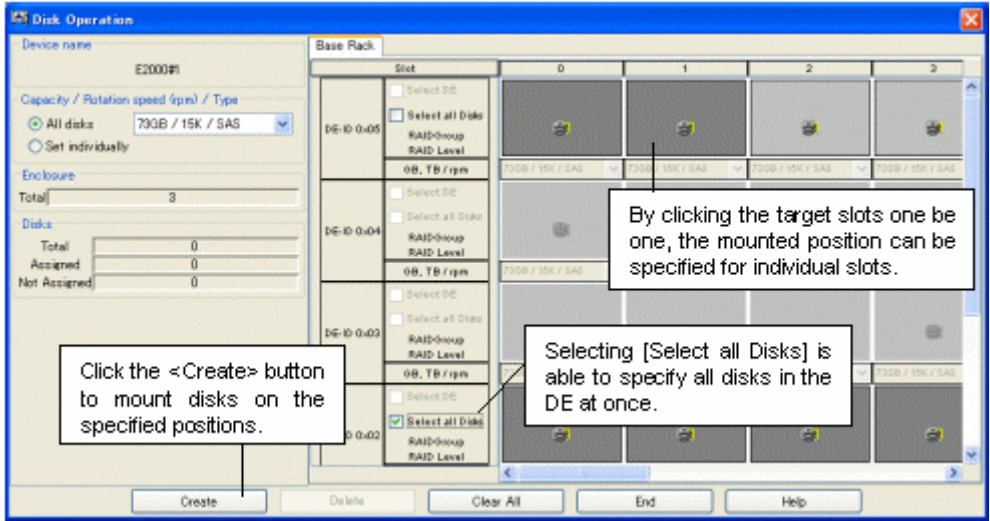 Disk Operation
Device name
E2000#1
Capacity / Rotation speed (rpm) / Type
All disks
73GB / 15K / SAS
Set individually
Enclosure
Total
3
Disks
Total
0
Assigned
0
Not Assigned
0
Base Rack
Slot
0
1
2
3
DE-ID 0x05
Select DE
Select all Disks
RAIDGroup
RAID Level
GB, TB/rpm
73GB / 15K / SAS
73GB / 15K / SAS
73GB / 15K / SAS
73GB / 15K / SAS
DE-ID 0x04
Select DE
Select all Disks
RAIDGroup
RAID Level
GB, TB/rpm
73GB / 15K / SAS
By clicking the target slots one be
one, the mounted position can be
specified for individual slots.
DE-ID 0x03
Select DE
Select all Disks
RAIDGroup
RAID Level
GB, TB/rpm
73GB / 15K / SAS
Selecting [Select all Disks] is
able to specify all disks in the
DE at once.
0x02
Select DE
Select all Disks
RAIDGroup
RAID Level
Click the <Create> button
to mount disks on the
specified positions.
Create
Delete
Clear All
End
Help